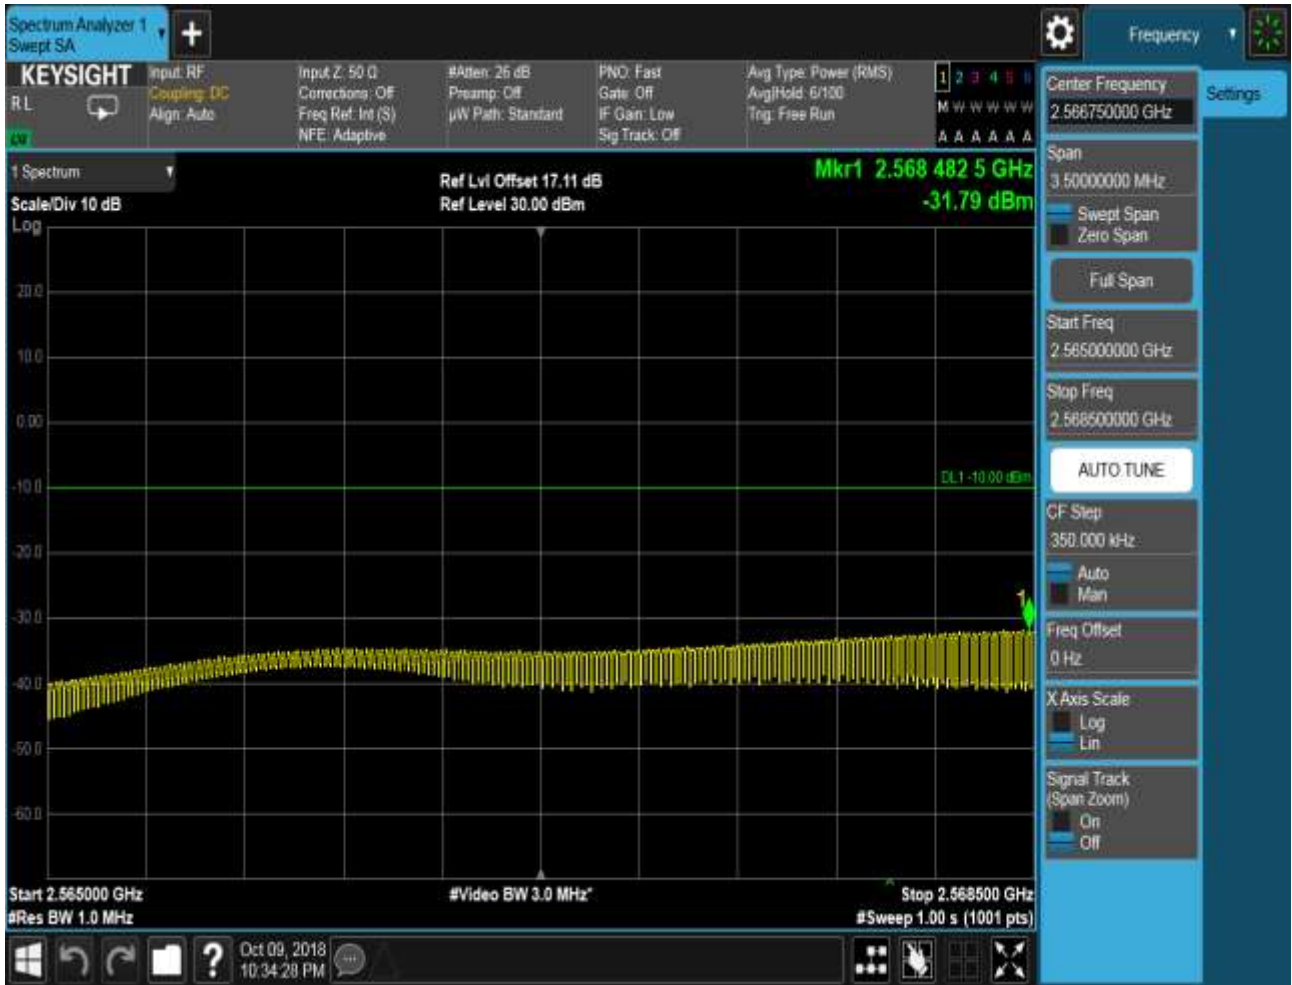 Spectrum Analyzer 1
Swept SA
+
Frequency
KEYSIGHT
RL
LW
Input: RF
Coupling: DC
Align: Auto
Input Z: 50 Ω
Corrections: Off
Freq Ref: Int (S)
NFE: Adaptive
#Atten: 26 dB
Preamp: Off
µW Path: Standard
PNO: Fast
Gate: Off
IF Gain: Low
Sig Track: Off
Avg Type: Power (RMS)
Avg|Hold: 6/100
Trig: Free Run
1 2 3 4 5 6
M W W W W W
A A A A A A
1 Spectrum
Scale/Div 10 dB
Log
Ref Lvl Offset 17.11 dB
Ref Level 30.00 dBm
Mkr1 2.568 482 5 GHz
-31.79 dBm
20.0
10.0
0.00
-10.0
-20.0
-30.0
-40.0
-50.0
-60.0
DL1 -10.00 dBm
1
Start 2.565000 GHz
#Res BW 1.0 MHz
#Video BW 3.0 MHz*
Stop 2.568500 GHz
#Sweep 1.00 s (1001 pts)
Center Frequency
2.566750000 GHz
Settings
Span
3.50000000 MHz
Swept Span
Zero Span
Full Span
Start Freq
2.565000000 GHz
Stop Freq
2.568500000 GHz
AUTO TUNE
CF Step
350.000 kHz
Auto
Man
Freq Offset
0 Hz
X Axis Scale
Log
Lin
Signal Track
(Span Zoom)
On
Off
?
Oct 09, 2018
10:34:28 PM